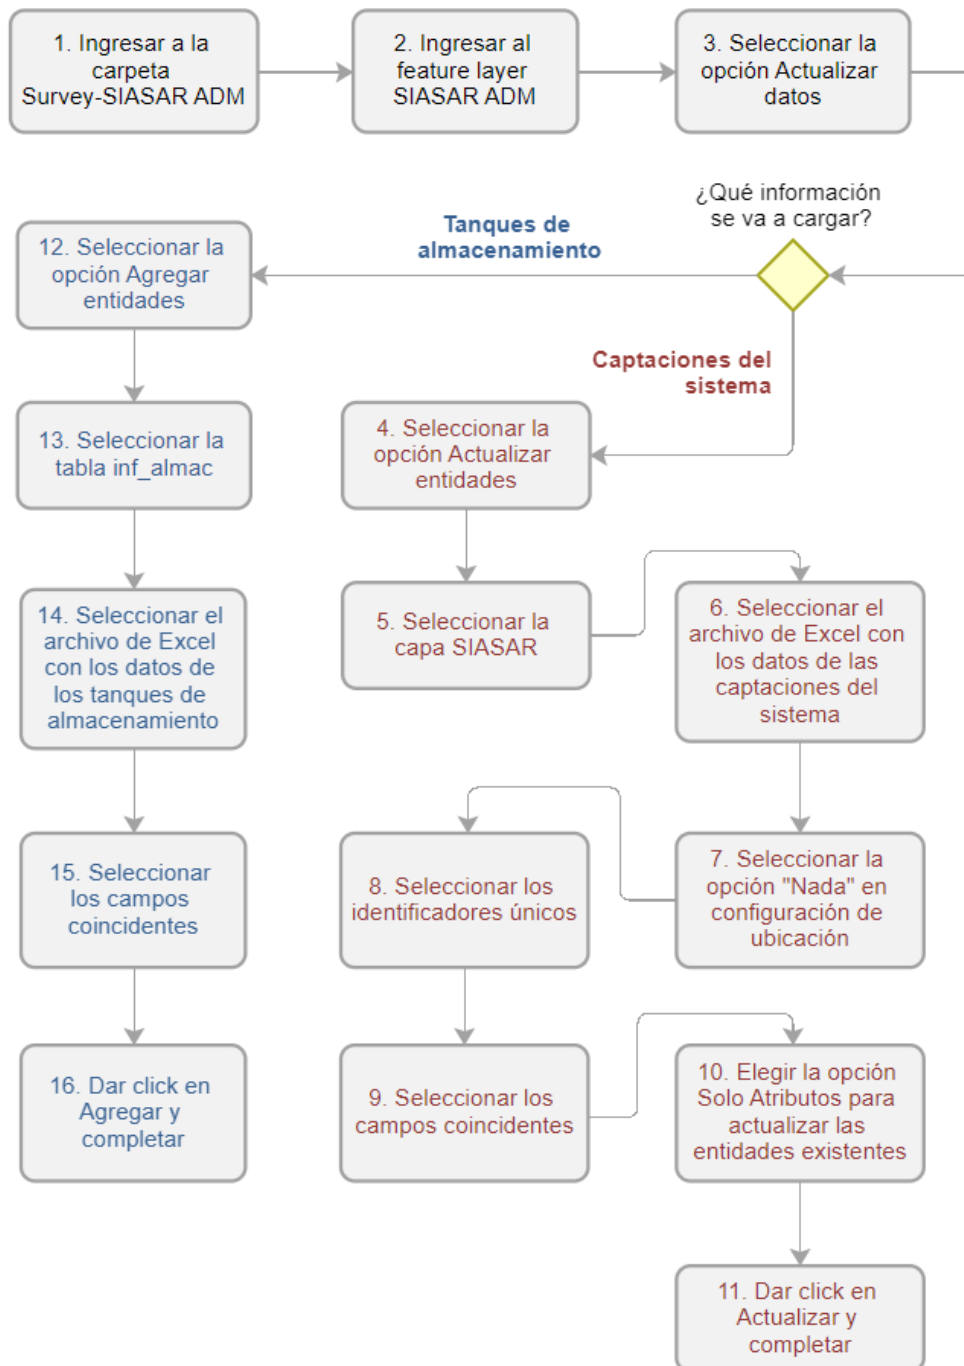 1. Ingresar a la
carpeta
Survey-SIASAR ADM
2. Ingresar al
feature layer
SIASAR ADM
3. Seleccionar la
opción Actualizar
datos
¿Qué información
se va a cargar?
Tanques de
almacenamiento
Captaciones del
sistema
4. Seleccionar la
opción Actualizar
entidades
5. Seleccionar la
capa SIASAR
6. Seleccionar el
archivo de Excel con
los datos de las
captaciones del
sistema
7. Seleccionar la
opción "Nada" en
configuración de
ubicación
8. Seleccionar los
identificadores únicos
9. Seleccionar los
campos coincidentes
10. Elegir la opción
Solo Atributos para
actualizar las
entidades existentes
11. Dar click en
Actualizar y
completar
12. Seleccionar la
opción Agregar
entidades
13. Seleccionar la
tabla inf_almac
14. Seleccionar el
archivo de Excel
con los datos de
los tanques de
almacenamiento
15. Seleccionar
los campos
coincidentes
16. Dar click en
Agregar y
completar